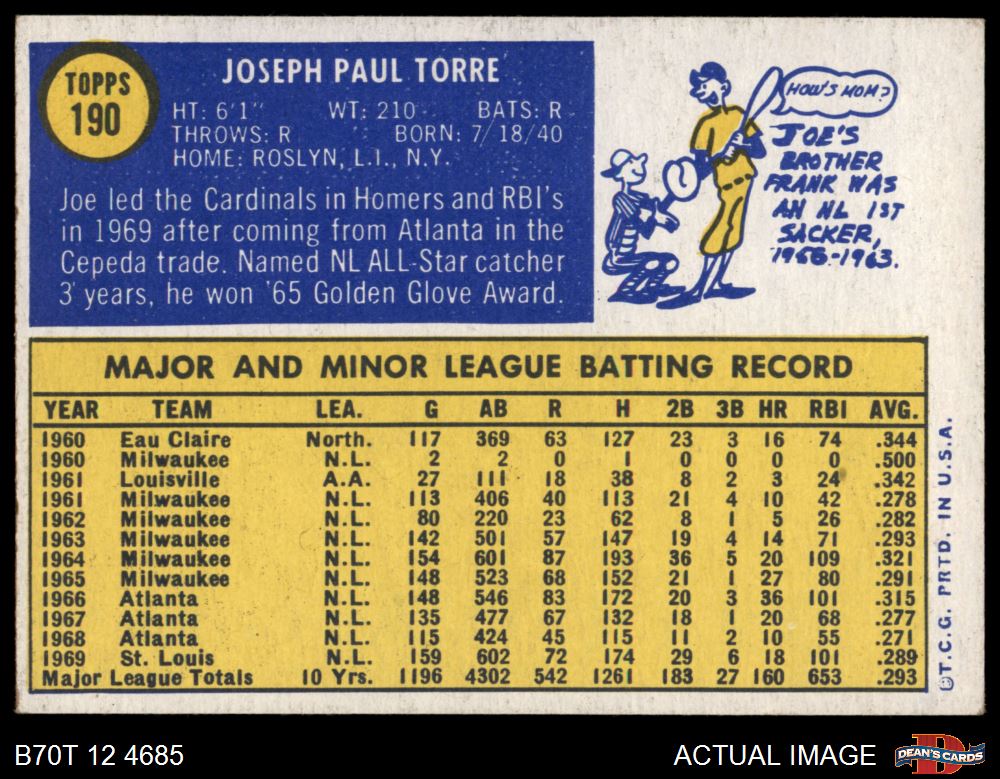 TOPPS
190
JOSEPH PAUL TORRE
HT: 6'1" WT: 210 BATS: R
THROWS: R BORN: 7/18/40
HOME: ROSLYN, L.I., N.Y.
Joe led the Cardinals in Homers and RBI's
in 1969 after coming from Atlanta in the
Cepeda trade. Named NL ALL-Star catcher
3 years, he won '65 Golden Glove Award.
HOW'S MOM?
JOE'S
BROTHER
FRANK WAS
AN NL 1ST
SACKER,
1956-1963.
MAJOR AND MINOR LEAGUE BATTING RECORD
YEAR TEAM LEA. G AB R H 2B 3B HR RBI AVG.
1960 Eau Claire North. 117 369 63 127 23 3 16 74 .344
1960 Milwaukee N.L. 2 2 0 1 0 0 0 0 .500
1961 Louisville A.A. 27 111 18 38 8 2 3 24 .342
1961 Milwaukee N.L. 113 406 40 113 21 4 10 42 .278
1962 Milwaukee N.L. 80 220 23 62 8 1 5 26 .282
1963 Milwaukee N.L. 142 501 57 147 19 4 14 71 .293
1964 Milwaukee N.L. 154 601 87 193 36 5 20 109 .321
1965 Milwaukee N.L. 148 523 68 152 21 1 27 80 .291
1966 Atlanta N.L. 148 546 83 172 20 3 36 101 .315
1967 Atlanta N.L. 135 477 67 132 18 1 20 68 .277
1968 Atlanta N.L. 115 424 45 115 11 2 10 55 .271
1969 St. Louis N.L. 159 602 72 174 29 6 18 101 .289
Major League Totals 10 Yrs. 1196 4302 542 1261 183 27 160 653 .293
©T.C.G. PRTD. IN U.S.A.
B70T 12 4685
ACTUAL IMAGE
DEAN'S CARDS